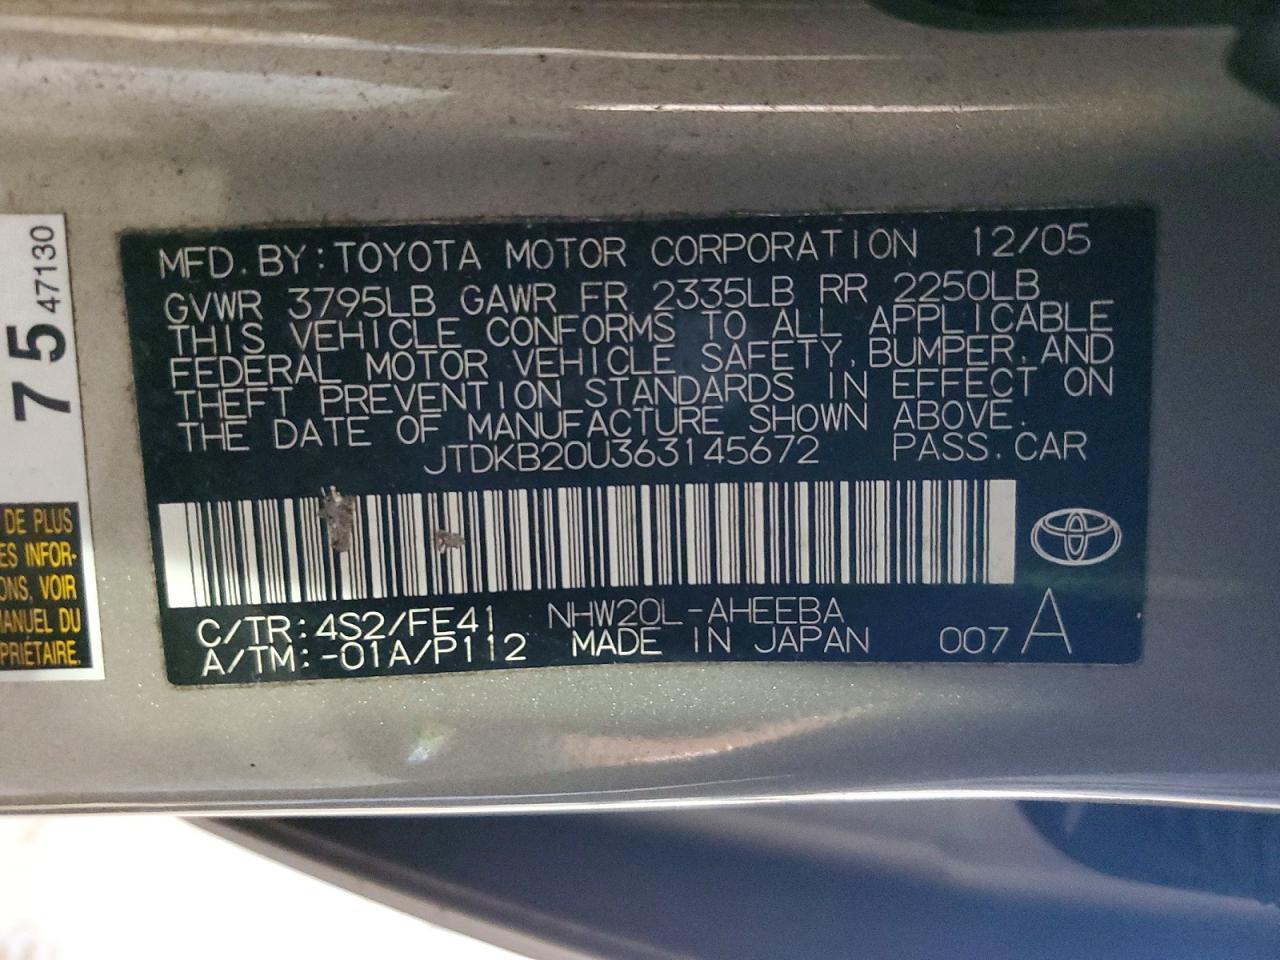 MFD. BY: TOYOTA MOTOR CORPORATION 12/05
GVWR 3795LB GAWR FR 2335LB RR 2250LB
THIS VEHICLE CONFORMS TO ALL APPLICABLE
FEDERAL MOTOR VEHICLE SAFETY, BUMPER, AND
THEFT PREVENTION STANDARDS IN EFFECT ON
THE DATE OF MANUFACTURE SHOWN ABOVE.
JTDKB20U363145672 PASS. CAR
C/TR: 4S2/FE41 NHW20L-AHEEBA
A/TM: -01A/P112 MADE IN JAPAN 007 A
75 47130
DE PLUS
ES INFOR-
ONS, VOIR
MANUEL DU
PRIÉTAIRE.